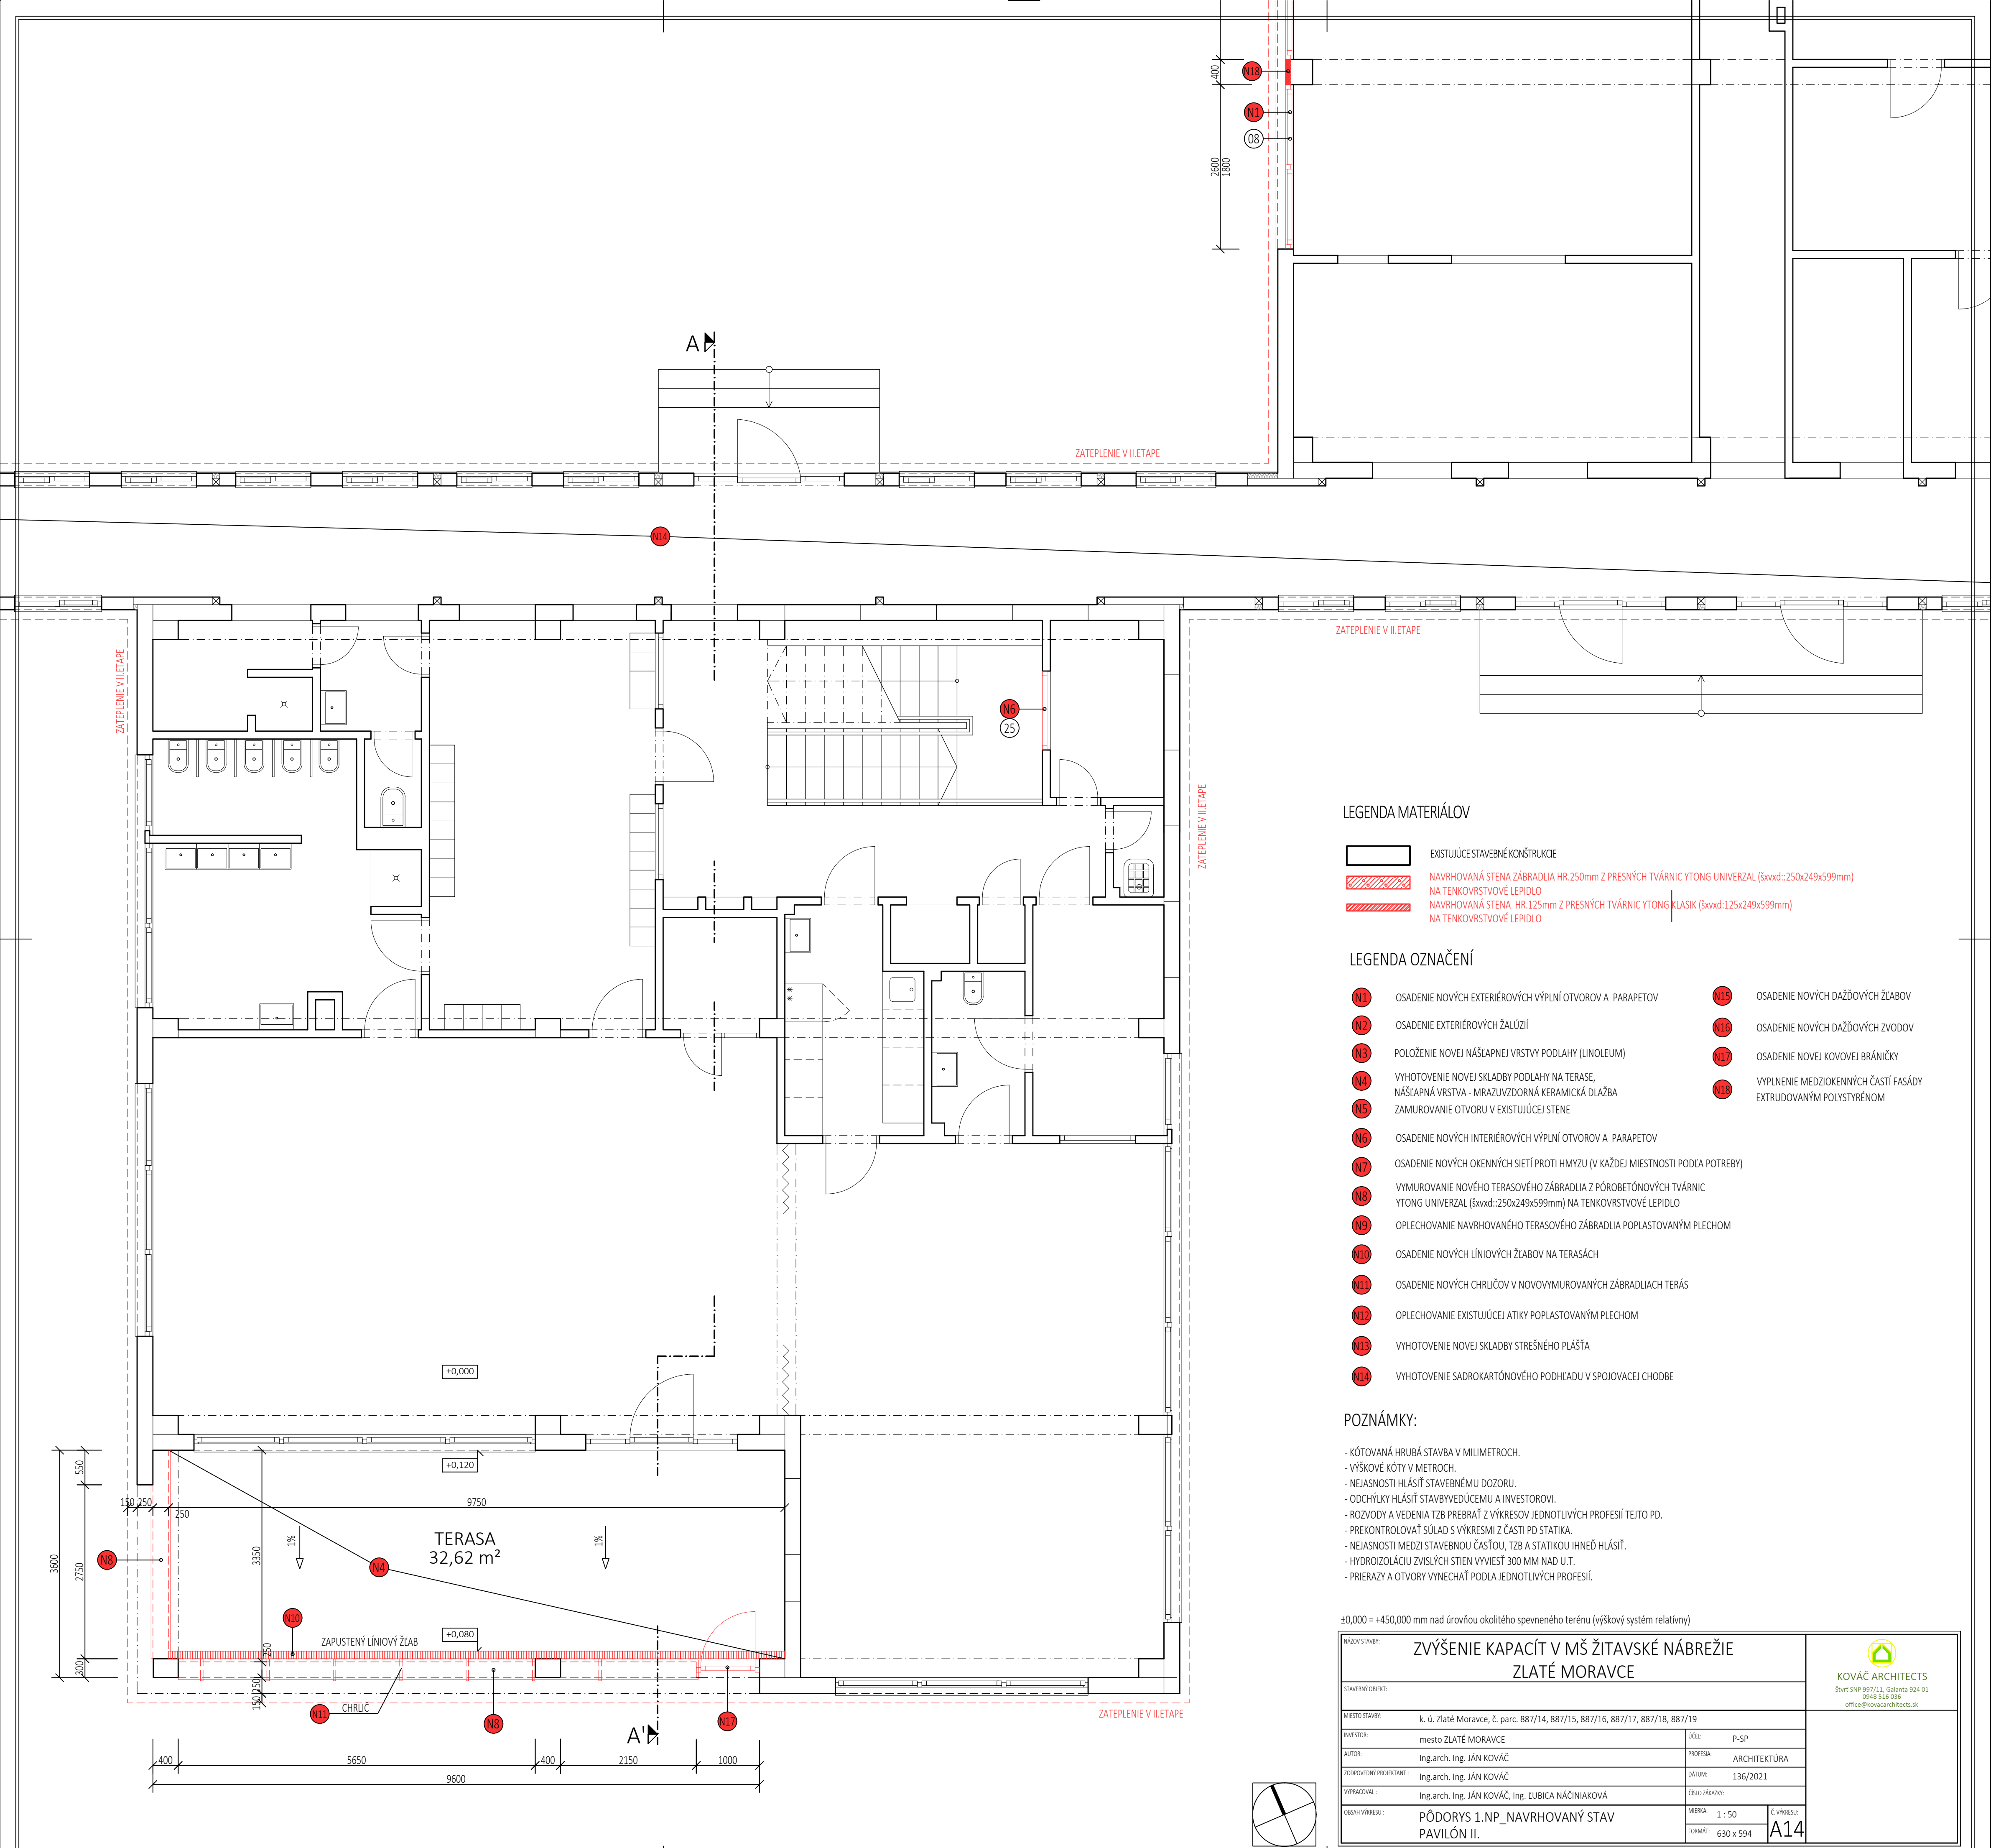 400
N18
N1
08
2600
1800
A
ZATEPLENIE V II.ETAPE
N14
ZATEPLENIE V II.ETAPE
ZATEPLENIE V II.ETAPE
N6
25
ZATEPLENIE V II.ETAPE
LEGENDA MATERIÁLOV
EXISTUJÚCE STAVEBNÉ KONŠTRUKCIE
NAVRHOVANÁ STENA ZÁBRADLIA HR.250mm Z PRESNÝCH TVÁRNIC YTONG UNIVERZAL (šxvxd::250x249x599mm)
NA TENKOVRSTVOVÉ LEPIDLO
NAVRHOVANÁ STENA HR.125mm Z PRESNÝCH TVÁRNIC YTONG KLASIK (šxvxd:125x249x599mm)
NA TENKOVRSTVOVÉ LEPIDLO
LEGENDA OZNAČENÍ
N1 OSADENIE NOVÝCH EXTERIÉROVÝCH VÝPLNÍ OTVOROV A PARAPETOV
N2 OSADENIE EXTERIÉROVÝCH ŽALÚZIÍ
N3 POLOŽENIE NOVEJ NÁŠĽAPNEJ VRSTVY PODLAHY (LINOLEUM)
N4 VYHOTOVENIE NOVEJ SKLADBY PODLAHY NA TERASE,
NÁŠĽAPNÁ VRSTVA - MRAZUVZDORNÁ KERAMICKÁ DLAŽBA
N5 ZAMUROVANIE OTVORU V EXISTUJÚCEJ STENE
N6 OSADENIE NOVÝCH INTERIÉROVÝCH VÝPLNÍ OTVOROV A PARAPETOV
N7 OSADENIE NOVÝCH OKENNÝCH SIETÍ PROTI HMYZU (V KAŽDEJ MIESTNOSTI PODĽA POTREBY)
N8 VYMUROVANIE NOVÉHO TERASOVÉHO ZÁBRADLIA Z PÓROBETÓNOVÝCH TVÁRNIC
YTONG UNIVERZAL (šxvxd::250x249x599mm) NA TENKOVRSTVOVÉ LEPIDLO
N9 OPLECHOVANIE NAVRHOVANÉHO TERASOVÉHO ZÁBRADLIA POPLASTOVANÝM PLECHOM
N10 OSADENIE NOVÝCH LÍNIOVÝCH ŽĽABOV NA TERASÁCH
N11 OSADENIE NOVÝCH CHRLIČOV V NOVOVYMUROVANÝCH ZÁBRADLIACH TERÁS
N12 OPLECHOVANIE EXISTUJÚCEJ ATIKY POPLASTOVANÝM PLECHOM
N13 VYHOTOVENIE NOVEJ SKLADBY STREŠNÉHO PLÁŠŤA
N14 VYHOTOVENIE SADROKARTÓNOVÉHO PODHĽADU V SPOJOVACEJ CHODBE
N15 OSADENIE NOVÝCH DAŽĎOVÝCH ŽĽABOV
N16 OSADENIE NOVÝCH DAŽĎOVÝCH ZVODOV
N17 OSADENIE NOVEJ KOVOVEJ BRÁNIČKY
N18 VYPLNENIE MEDZIOKENNÝCH ČASTÍ FASÁDY
EXTRUDOVANÝM POLYSTYRÉNOM
POZNÁMKY:
- KÓTOVANÁ HRUBÁ STAVBA V MILIMETROCH.
- VÝŠKOVÉ KÓTY V METROCH.
- NEJASNOSTI HLÁSIŤ STAVEBNÉMU DOZORU.
- ODCHÝLKY HLÁSIŤ STAVBYVEDÚCEMU A INVESTOROVI.
- ROZVODY A VEDENIA TZB PREBRAŤ Z VÝKRESOV JEDNOTLIVÝCH PROFESIÍ TEJTO PD.
- PREKONTROLOVAŤ SÚLAD S VÝKRESMI Z ČASTI PD STATIKA.
- NEJASNOSTI MEDZI STAVEBNOU ČASŤOU, TZB A STATIKOU IHNEĎ HLÁSIŤ.
- HYDROIZOLÁCIU ZVISLÝCH STIEN VYVIESŤ 300 MM NAD U.T.
- PRIERAZY A OTVORY VYNECHAŤ PODLA JEDNOTLIVÝCH PROFESIÍ.
±0,000 = +450,000 mm nad úrovňou okolitého spevneného terénu (výškový systém relatívny)
±0,000
+0,120
550
150 250
250
9750
1%
1%
TERASA
32,62 m²
3600
2750
3350
N8
N4
N10
ZAPUSTENÝ LÍNIOVÝ ŽĽAB
+0,080
250
300
150 250
N11
CHRLIČ
N8
A'
N17
ZATEPLENIE V II.ETAPE
400
5650
400
2150
1000
9600
NÁZOV STAVBY:
ZVÝŠENIE KAPACÍT V MŠ ŽITAVSKÉ NÁBREŽIE
ZLATÉ MORAVCE
STAVEBNÝ OBJEKT:
MIESTO STAVBY: k. ú. Zlaté Moravce, č. parc. 887/14, 887/15, 887/16, 887/17, 887/18, 887/19
INVESTOR: mesto ZLATÉ MORAVCE
ÚČEL: P-SP
AUTOR: Ing.arch. Ing. JÁN KOVÁČ
PROFESIA: ARCHITEKTÚRA
ZODPOVEDNÝ PROJEKTANT : Ing.arch. Ing. JÁN KOVÁČ
DÁTUM: 136/2021
VYPRACOVAL : Ing.arch. Ing. JÁN KOVÁČ, Ing. ĽUBICA NÁČINIAKOVÁ
ČÍSLO ZÁKAZKY:
OBSAH VÝKRESU : PÔDORYS 1.NP_NAVRHOVANÝ STAV
PAVILÓN II.
MIERKA: 1 : 50
FORMÁT: 630 x 594
Č. VÝKRESU:
A14
KOVÁČ ARCHITECTS
Štvrť SNP 997/11, Galanta 924 01
0948 516 036
office@kovacarchitects.sk